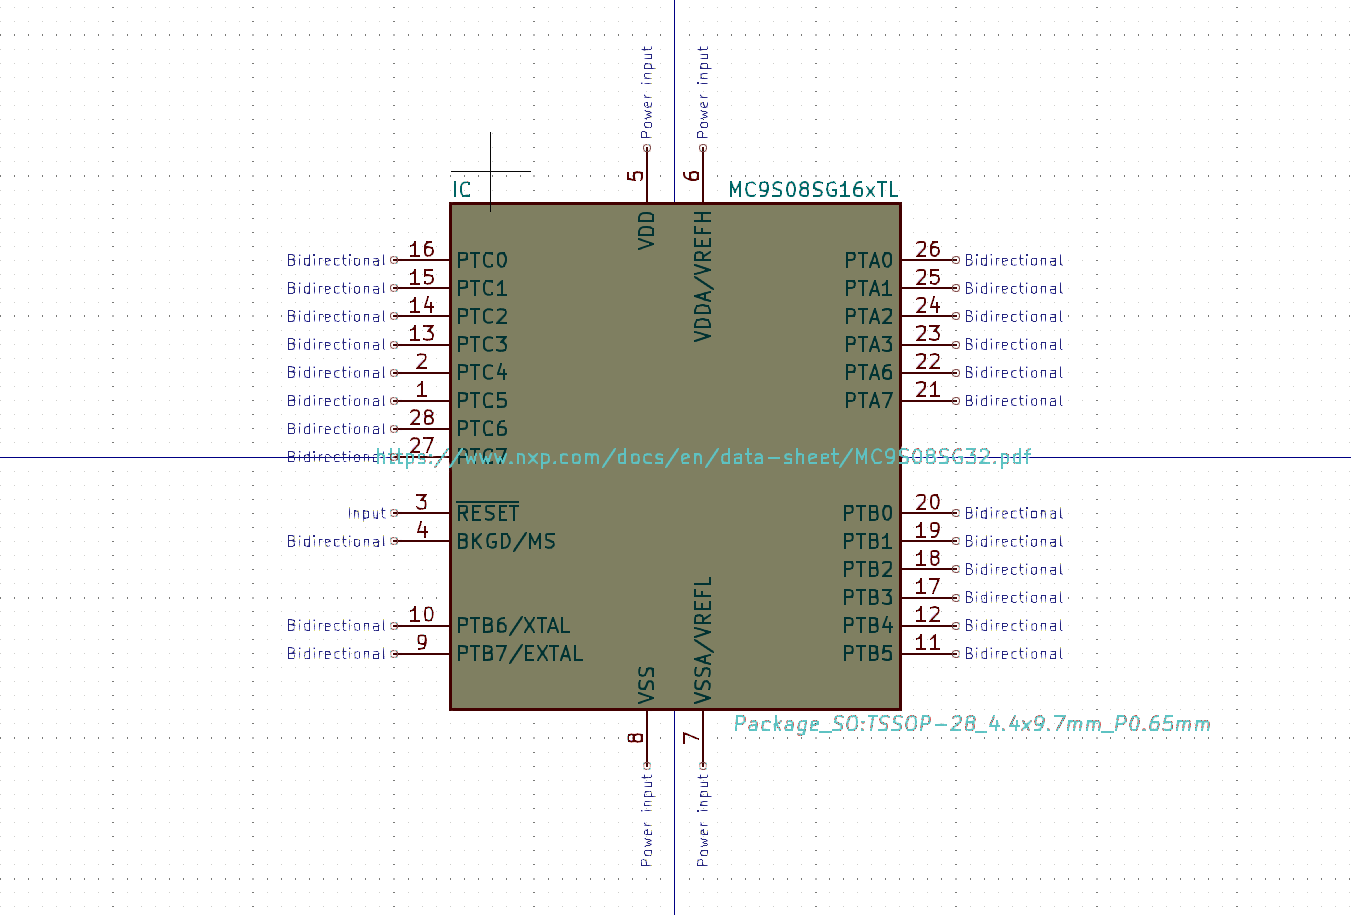 Power input Power input
5 6
IC MC9S08SG16xTL
VDD VDDA/VREFH
Bidirectional 16 PTC0 PTA0 26 Bidirectional
Bidirectional 15 PTC1 PTA1 25 Bidirectional
Bidirectional 14 PTC2 PTA2 24 Bidirectional
Bidirectional 13 PTC3 PTA3 23 Bidirectional
Bidirectional 2 PTC4 PTA6 22 Bidirectional
Bidirectional 1 PTC5 PTA7 21 Bidirectional
Bidirectional 28 PTC6
Bidirectional 27 PTC7
https://www.nxp.com/docs/en/data-sheet/MC9S08SG32.pdf
Input 3 RESET PTB0 20 Bidirectional
Bidirectional 4 BKGD/MS PTB1 19 Bidirectional
PTB2 18 Bidirectional
PTB3 17 Bidirectional
Bidirectional 10 PTB6/XTAL PTB4 12 Bidirectional
Bidirectional 9 PTB7/EXTAL PTB5 11 Bidirectional
VSS VSSA/VREFL
Package_SO:TSSOP-28_4.4x9.7mm_P0.65mm
8 7
Power input Power input